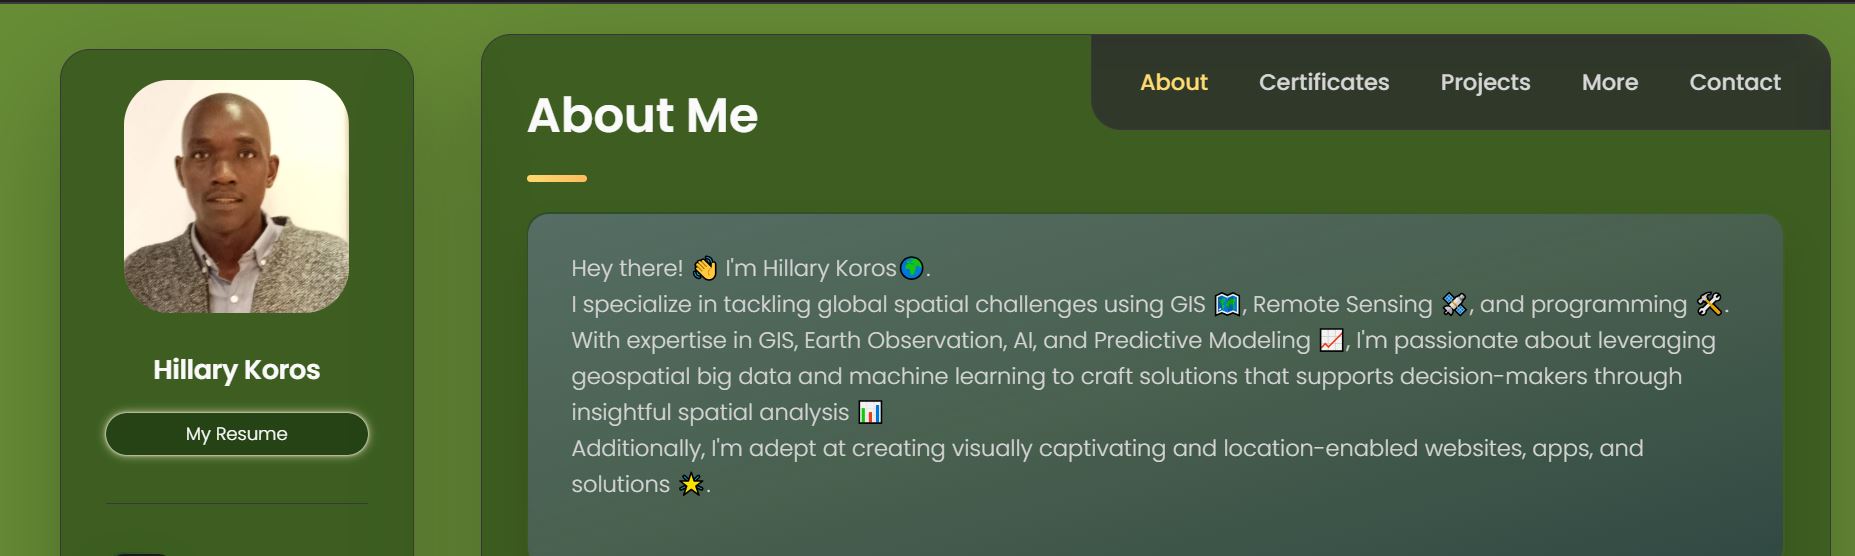 Hillary Koros
My Resume
About Certificates Projects More Contact
About Me
Hey there! 👋 I'm Hillary Koros🌍.
I specialize in tackling global spatial challenges using GIS 🗺️, Remote Sensing 🛰️, and programming 🛠️.
With expertise in GIS, Earth Observation, AI, and Predictive Modeling 📈, I'm passionate about leveraging
geospatial big data and machine learning to craft solutions that supports decision-makers through
insightful spatial analysis 📊
Additionally, I'm adept at creating visually captivating and location-enabled websites, apps, and
solutions 🌟.